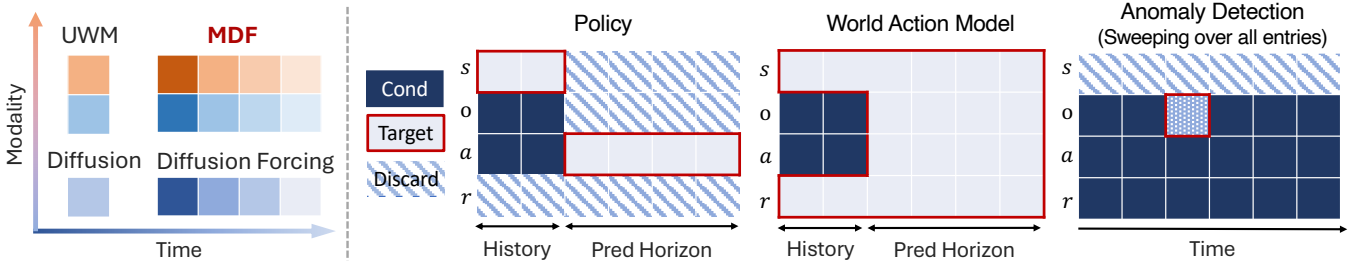 Modality
UWM
MDF
Diffusion
Diffusion Forcing
Time
Cond
Target
Discard
Policy
s
o
a
r
History
Pred Horizon
World Action Model
s
o
a
r
History
Pred Horizon
Anomaly Detection
(Sweeping over all entries)
s
o
a
r
Time